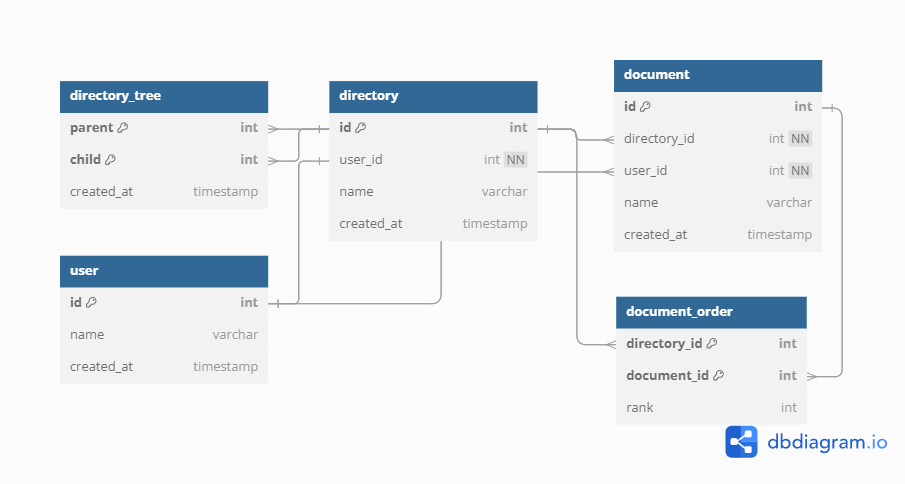 directory_tree
parent int
child int
created_at timestamp
directory
id int
user_id int NN
name varchar
created_at timestamp
document
id int
directory_id int NN
user_id int NN
name varchar
created_at timestamp
user
id int
name varchar
created_at timestamp
document_order
directory_id int
document_id int
rank int
dbdiagram.io